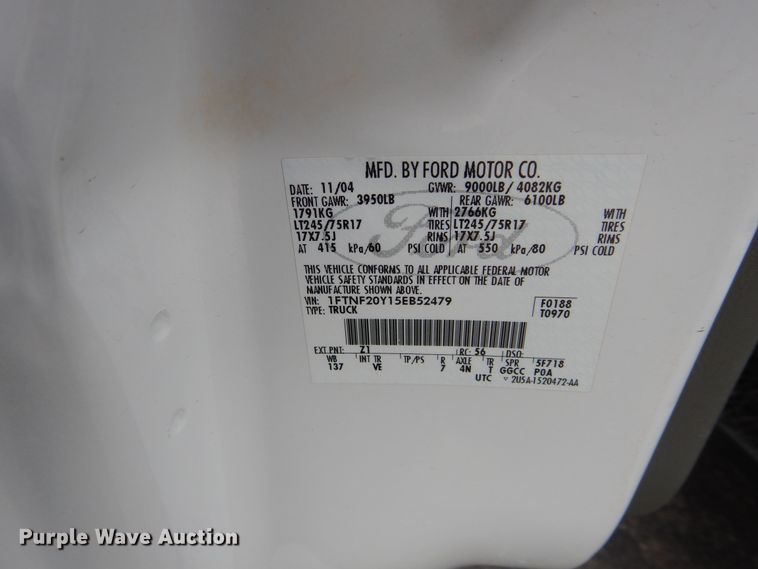 MFD. BY FORD MOTOR CO.
DATE: 11/04 GVWR: 9000LB/ 4082KG
FRONT GAWR: 3950LB REAR GAWR: 6100LB
1791KG WITH 2766KG WITH
LT245/75R17 TIRES LT245/75R17 TIRES
17X7.5J RIMS 17X7.5J RIMS
AT 415 kPa/60 PSI COLD AT 550 kPa/80 PSI COLD
Ford
THIS VEHICLE CONFORMS TO ALL APPLICABLE FEDERAL MOTOR
VEHICLE SAFETY STANDARDS IN EFFECT ON THE DATE OF
MANUFACTURE SHOWN ABOVE.
VIN: 1FTNF20Y15EB52479 F0188
TYPE: TRUCK T0970
EXT PNT: Z1 RC: 56 DSO:
WB INT TR TP/PS R AXLE TR SPR 5F718
137 VE 7 4N T GGCC POA
UTC ˅ 2U5A-1520472-AA
Purple Wave Auction